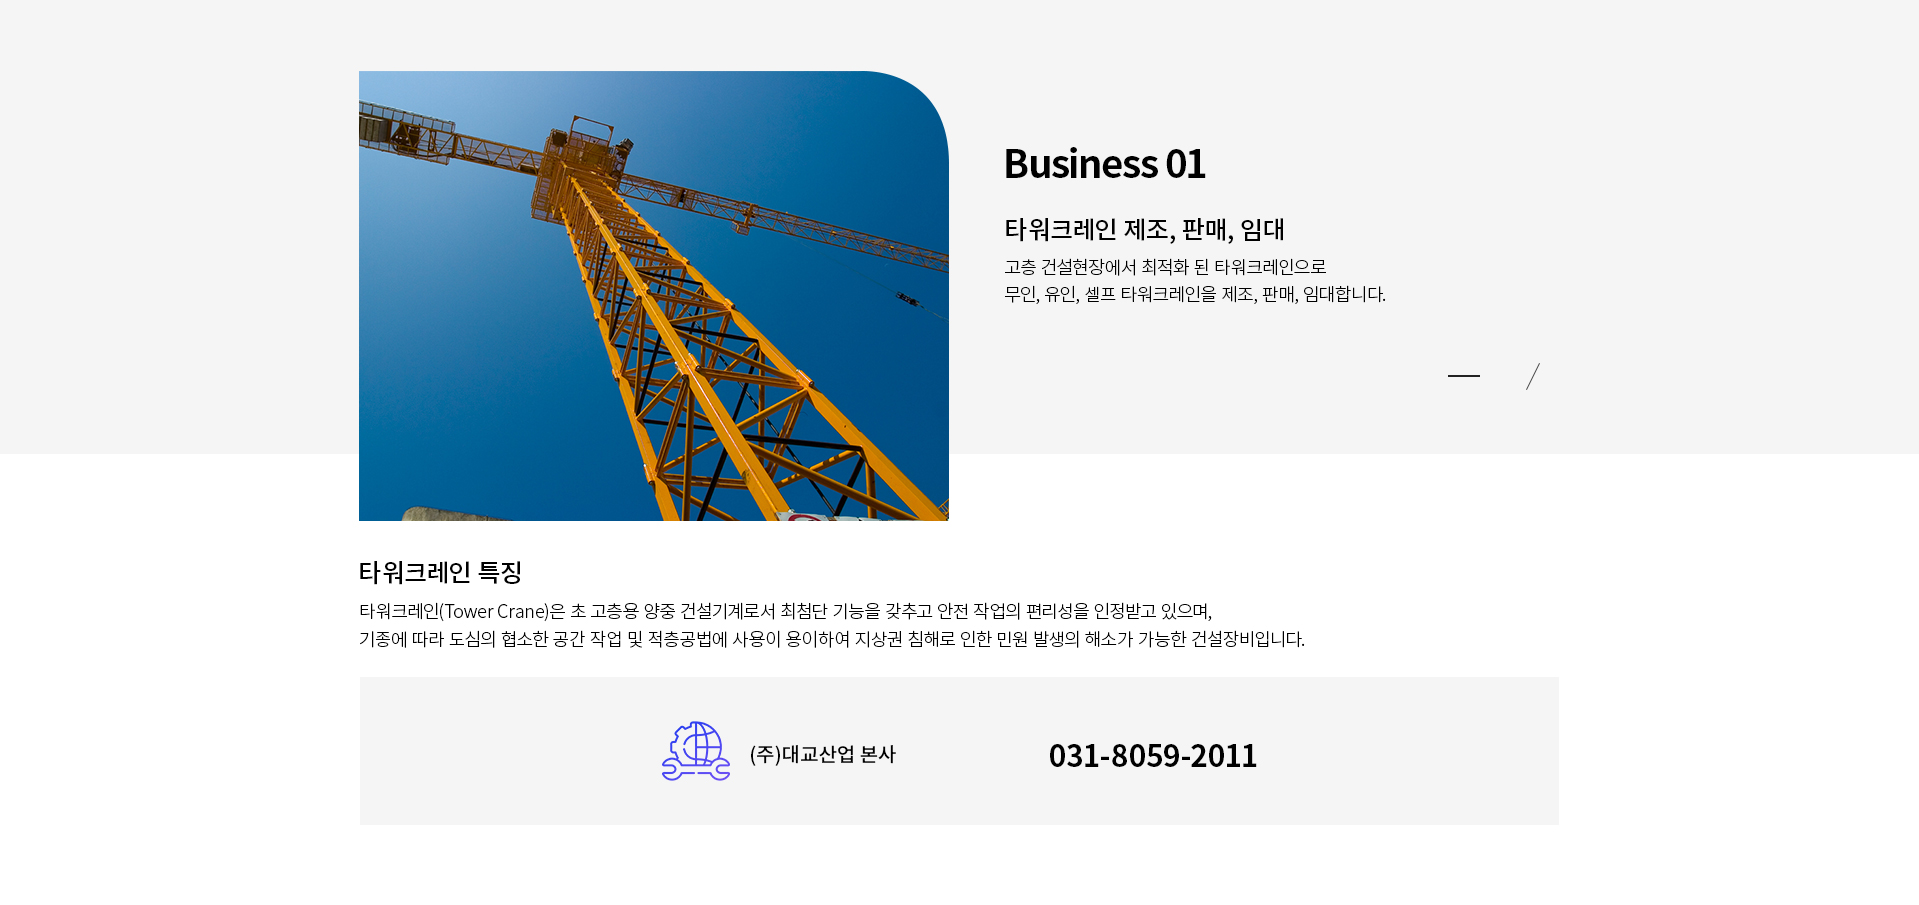 Business 01
타워크레인 제조, 판매, 임대
고층 건설현장에서 최적화 된 타워크레인으로
무인, 유인, 셀프 타워크레인을 제조, 판매, 임대합니다.
타워크레인 특징
타워크레인(Tower Crane)은 초 고층용 양중 건설기계로서 최첨단 기능을 갖추고 안전 작업의 편리성을 인정받고 있으며,
기종에 따라 도심의 협소한 공간 작업 및 적층공법에 사용이 용이하여 지상권 침해로 인한 민원 발생의 해소가 가능한 건설장비입니다.
(주)대교산업 본사
031-8059-2011